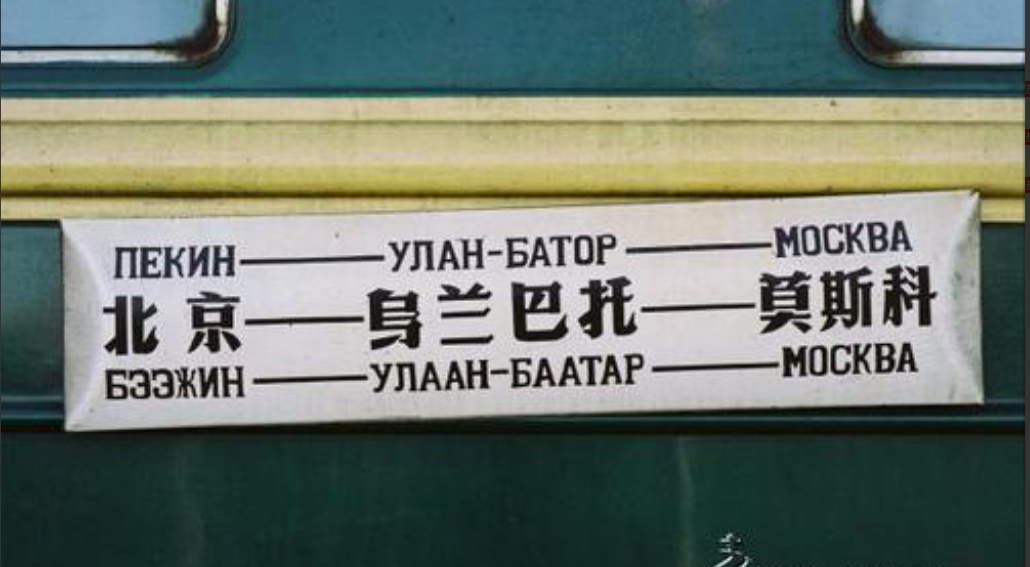 ПЕКИН — УЛАН-БАТОР — МОСКВА
北京 — 乌兰巴托 — 莫斯科
БЭЭЖИН — УЛААН-БААТАР — МОСКВА